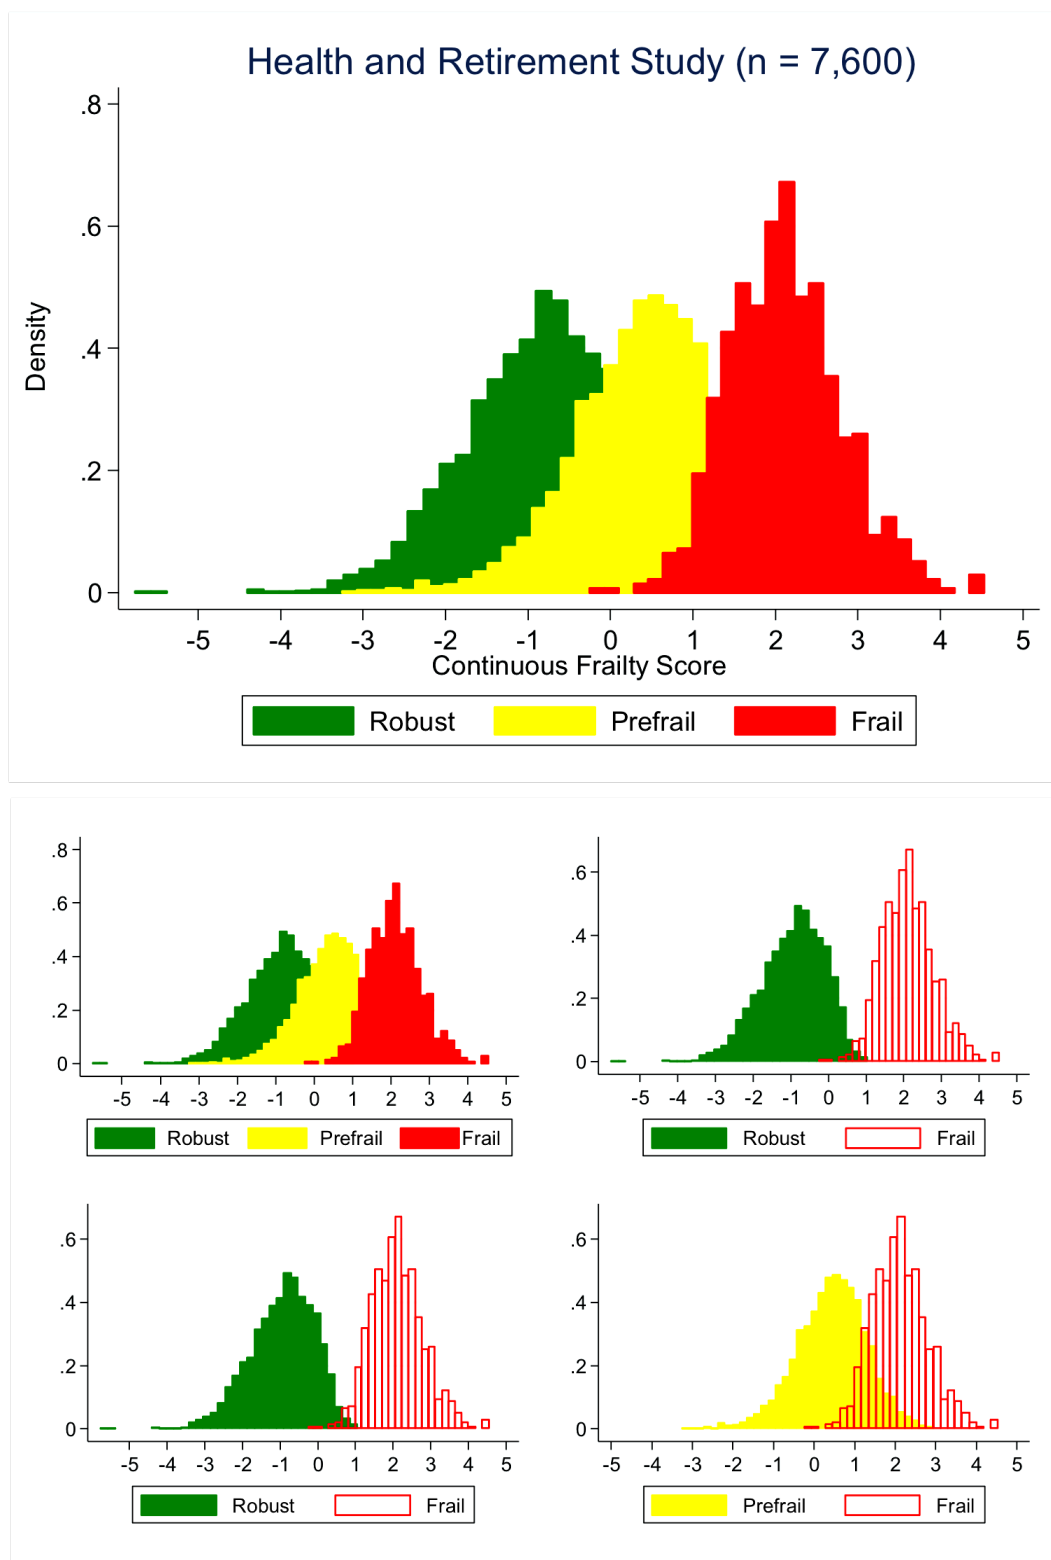 Health and Retirement Study (n = 7,600)
.8
.6
.4
.2
0
Density
-5 -4 -3 -2 -1 0 1 2 3 4 5
Continuous Frailty Score
Robust Prefrail Frail
.8
.6
.4
.2
0
-5 -4 -3 -2 -1 0 1 2 3 4 5
Robust Prefrail Frail
.6
.4
.2
0
-5 -4 -3 -2 -1 0 1 2 3 4 5
Robust Frail
.6
.4
.2
0
-5 -4 -3 -2 -1 0 1 2 3 4 5
Robust Frail
.6
.4
.2
0
-5 -4 -3 -2 -1 0 1 2 3 4 5
Prefrail Frail